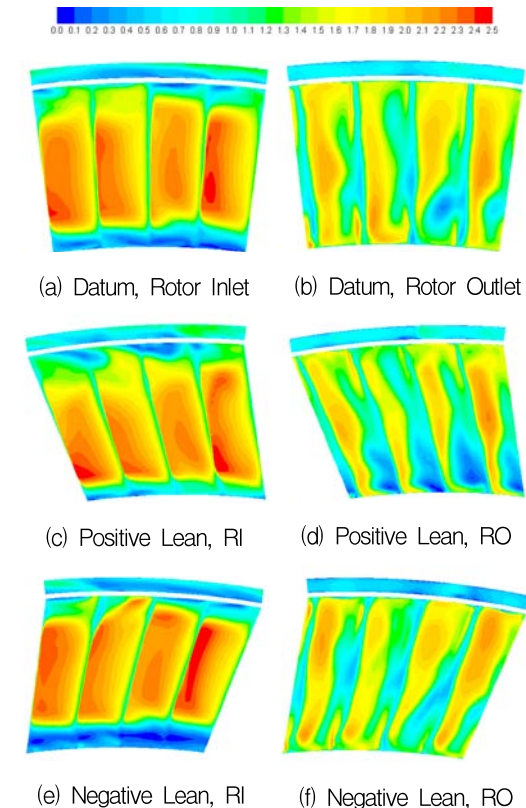 0.0 0.1 0.2 0.3 0.4 0.5 0.6 0.7 0.8 0.9 1.0 1.1 1.2 1.3 1.4 1.5 1.6 1.7 1.8 1.9 2.0 2.1 2.2 2.3 2.4 2.5
(a) Datum, Rotor Inlet
(b) Datum, Rotor Outlet
(c) Positive Lean, RI
(d) Positive Lean, RO
(e) Negative Lean, RI
(f) Negative Lean, RO